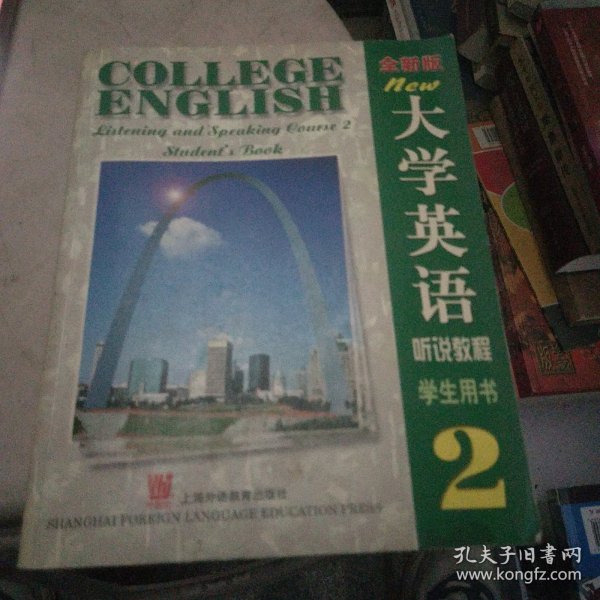 COLLEGE
ENGLISH
Listening and Speaking Course 2
Student's Book
全新版
New
大学英语
听说教程
学生用书
2
上海外语教育出版社
SHANGHAI FOREIGN LANGUAGE EDUCATION PRESS
孔夫子旧书网
www.kongfz.com